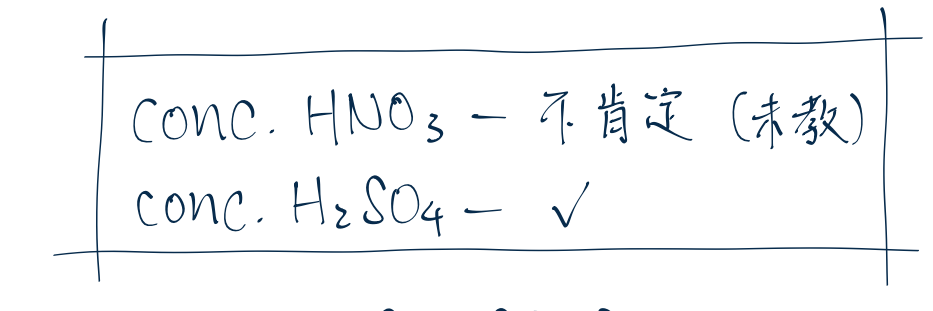 conc. HNO₃ — 不肯定 (未教)
conc. H₂SO₄ — ✓